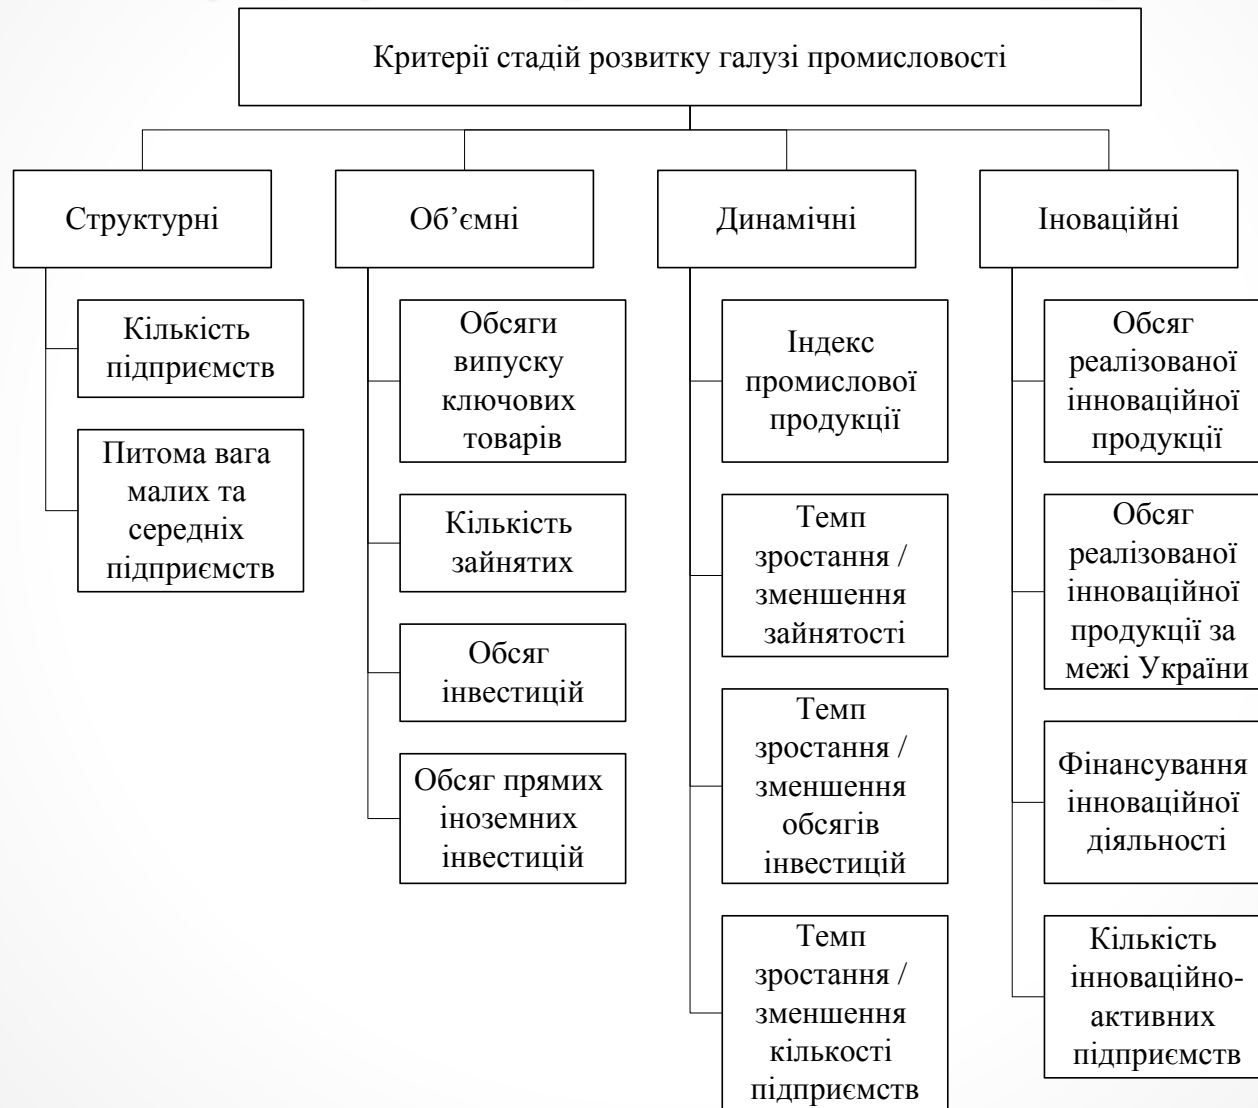 Критерії стадій розвитку галузі промисловості
Структурні
Кількість
підприємств
Питома вага
малих та
середніх
підприємств
Об’ємні
Обсяги
випуску
ключових
товарів
Кількість
зайнятих
Обсяг
інвестицій
Обсяг прямих
іноземних
інвестицій
Динамічні
Індекс
промислової
продукції
Темп
зростання /
зменшення
зайнятості
Темп
зростання /
зменшення
обсягів
інвестицій
Темп
зростання /
зменшення
кількості
підприємств
Іноваційні
Обсяг
реалізованої
інноваційної
продукції
Обсяг
реалізованої
інноваційної
продукції за
межі України
Фінансування
інноваційної
діяльності
Кількість
інноваційно-
активних
підприємств